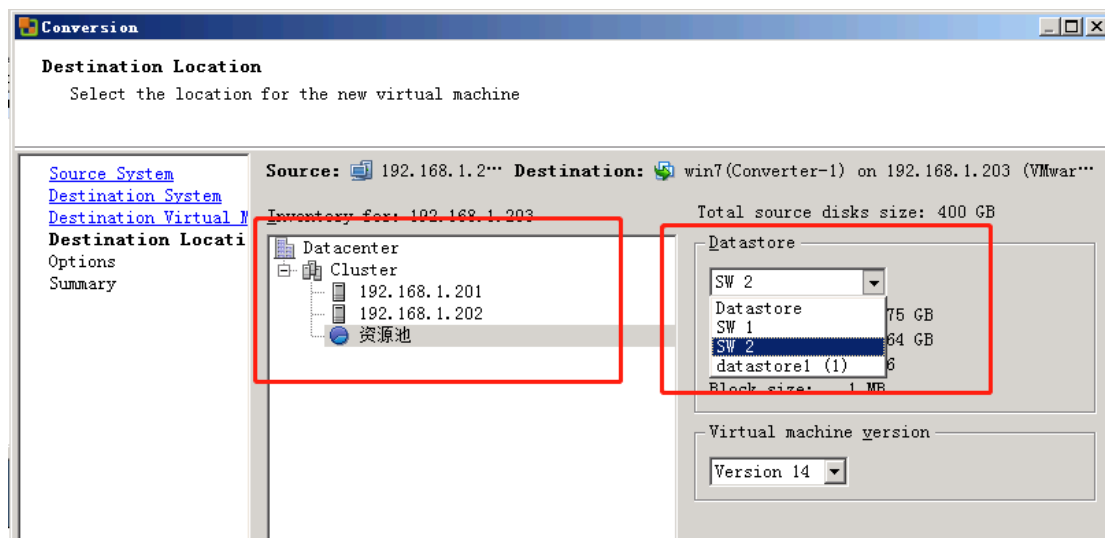 Conversion
Destination Location
Select the location for the new virtual machine
Source System
Destination System
Destination Virtual M
Destination Locati
Options
Summary
Source: 192.168.1.2… Destination: win7(Converter-1) on 192.168.1.203 (VMwar…
Inventory for: 192.168.1.203
Datacenter
Cluster
192.168.1.201
192.168.1.202
资源池
Total source disks size: 400 GB
Datastore
SW 2
Datastore
SW 1
SW 2
datastore1 (1)
75 GB
64 GB
6
Block size: 1 MB
Virtual machine version
Version 14